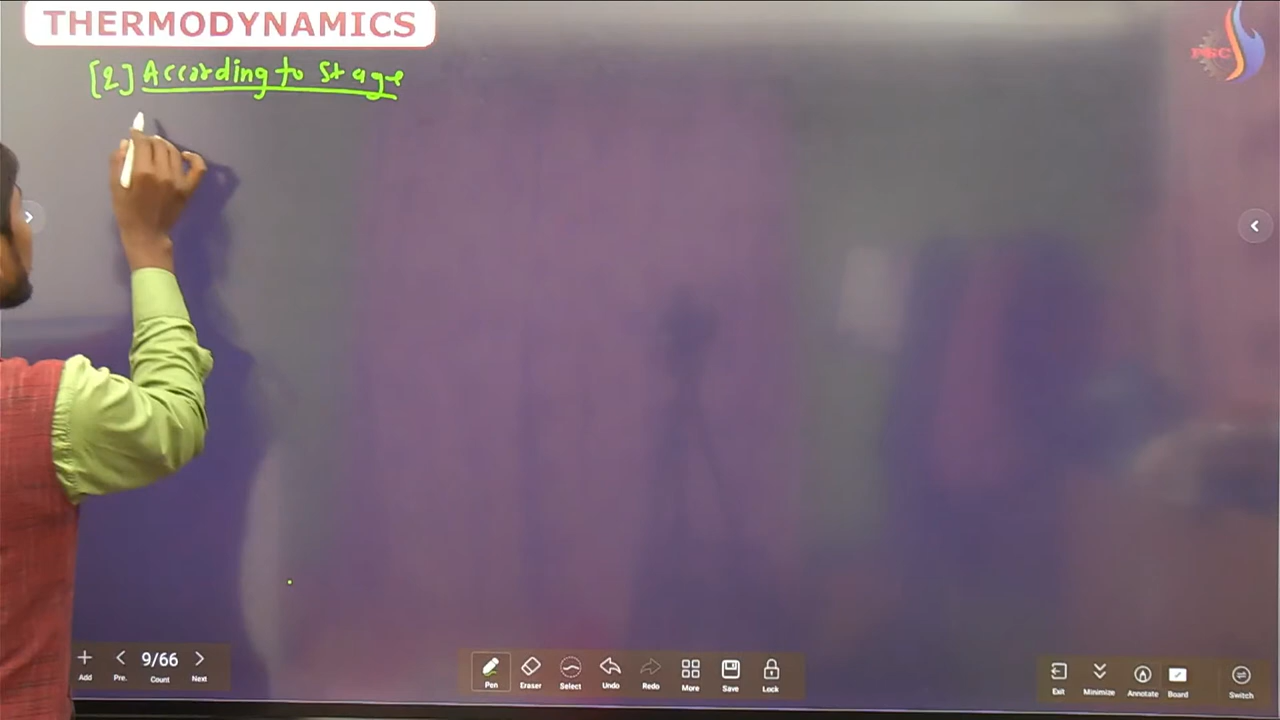 THERMODYNAMICS
PSC
[2] According to Stage
9/66
Add
Pre.
Count
Next
Pen
Eraser
Select
Undo
Redo
More
Save
Lock
Exit
Minimize
Annotate
Board
Switch